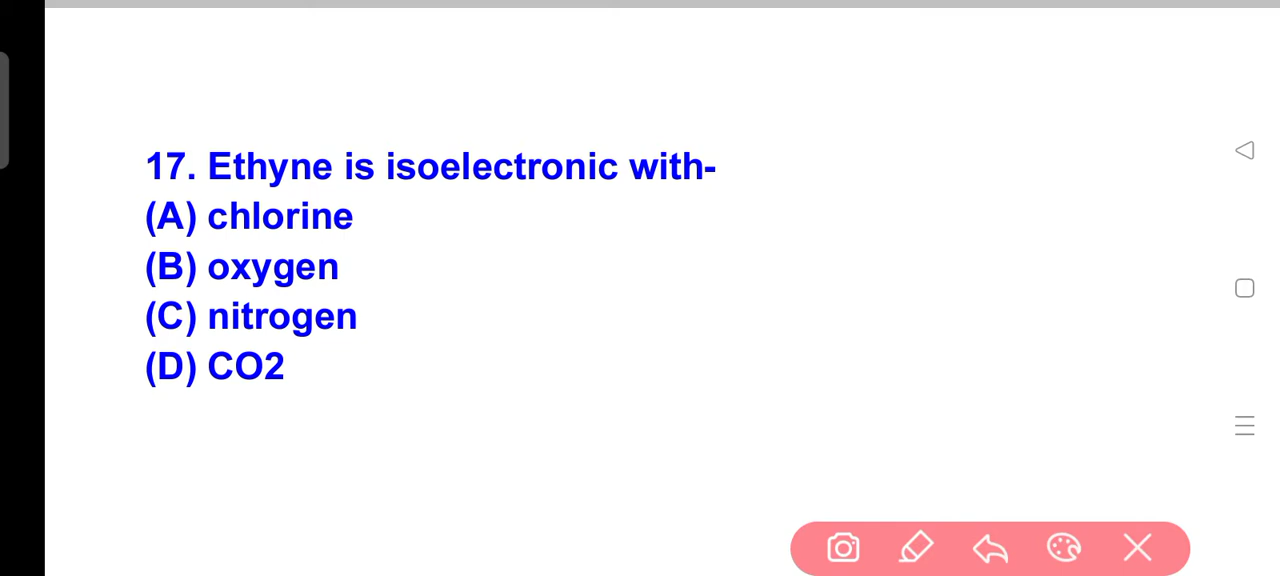 17. Ethyne is isoelectronic with-
(A) chlorine
(B) oxygen
(C) nitrogen
(D) CO2